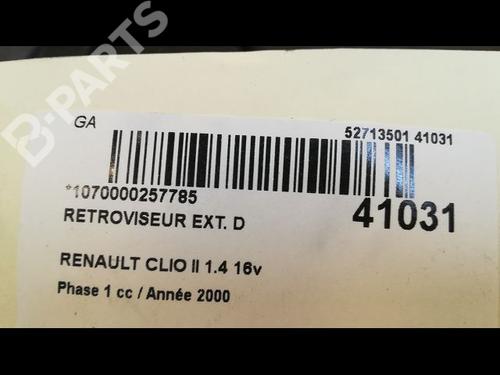 B-PARTS
GA
52713501 41031
*1070000257785
41031
RETROVISEUR EXT. D
RENAULT CLIO II 1.4 16v
Phase 1 cc / Année 2000